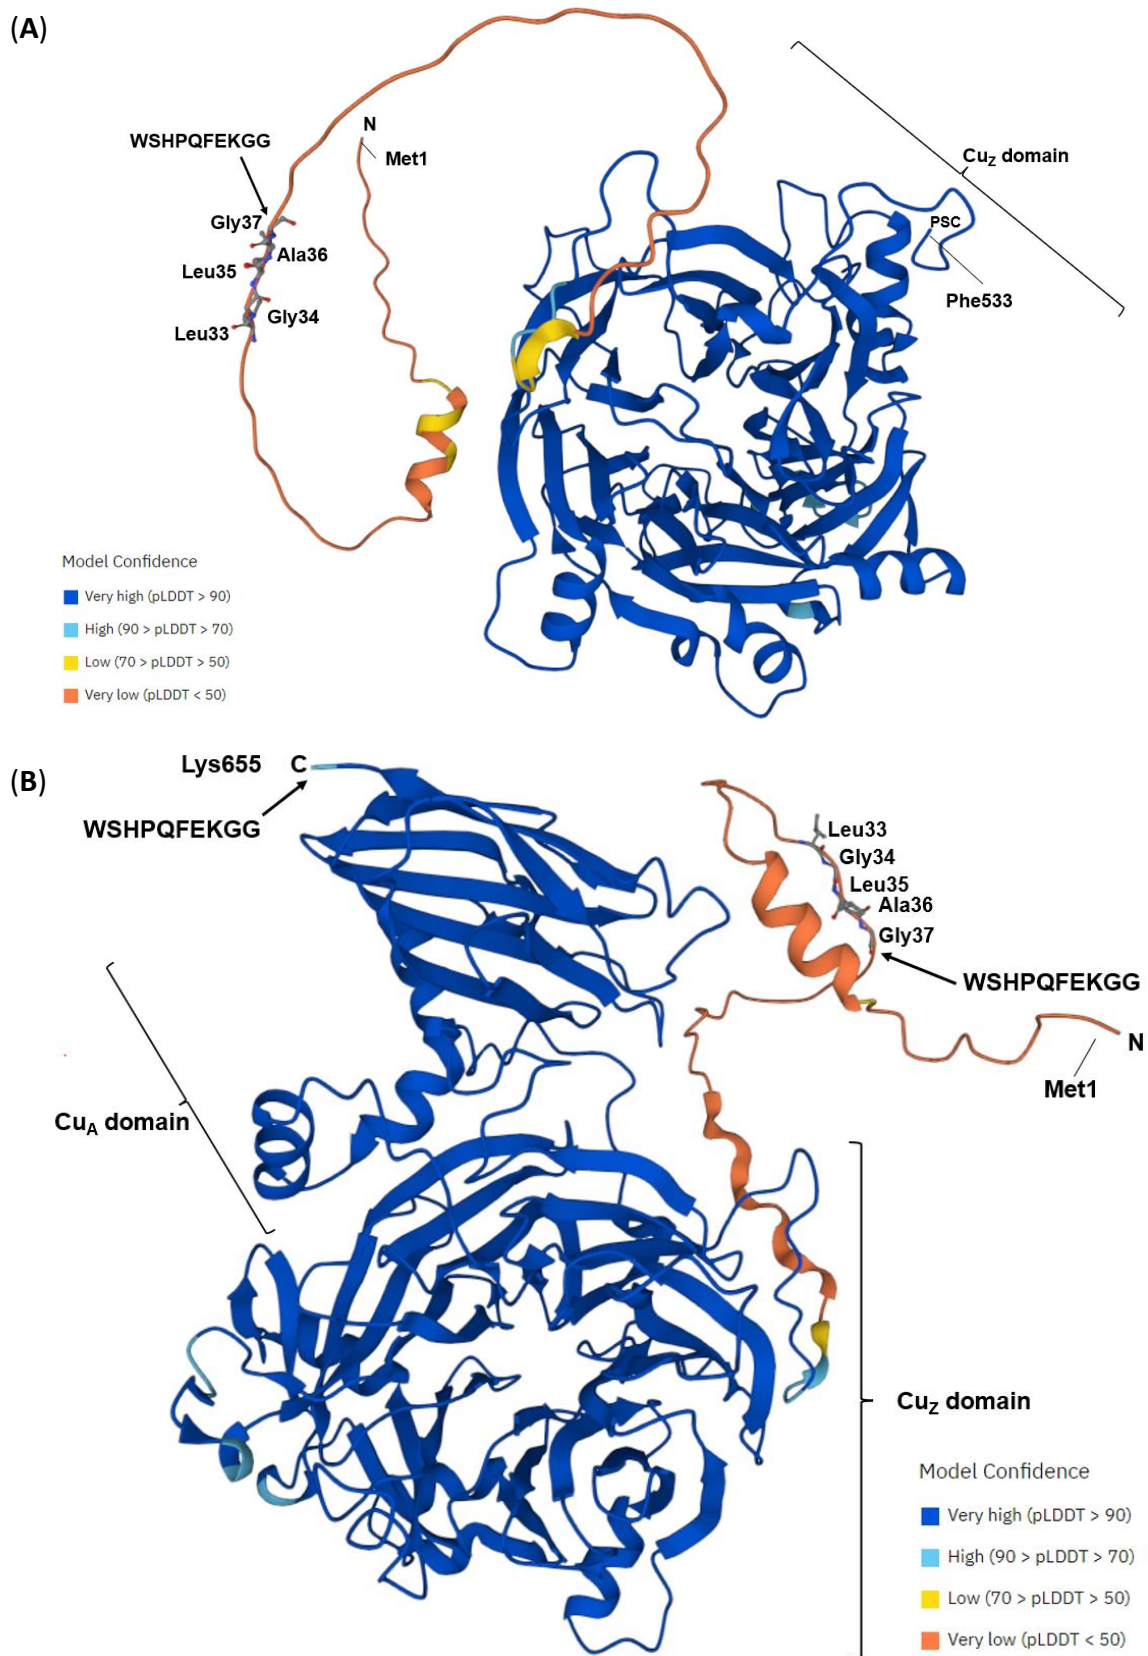 (A)
N
WSHPQFEKGG
Met1
Cu_Z domain
Gly37
Ala36
Leu35
Gly34
Leu33
PSC
Phe533
Model Confidence
Very high (pLDDT > 90)
High (90 > pLDDT > 70)
Low (70 > pLDDT > 50)
Very low (pLDDT < 50)
(B)
Lys655 C
WSHPQFEKGG
Leu33
Gly34
Leu35
Ala36
Gly37
WSHPQFEKGG
N
Met1
Cu_A domain
Cu_Z domain
Model Confidence
Very high (pLDDT > 90)
High (90 > pLDDT > 70)
Low (70 > pLDDT > 50)
Very low (pLDDT < 50)